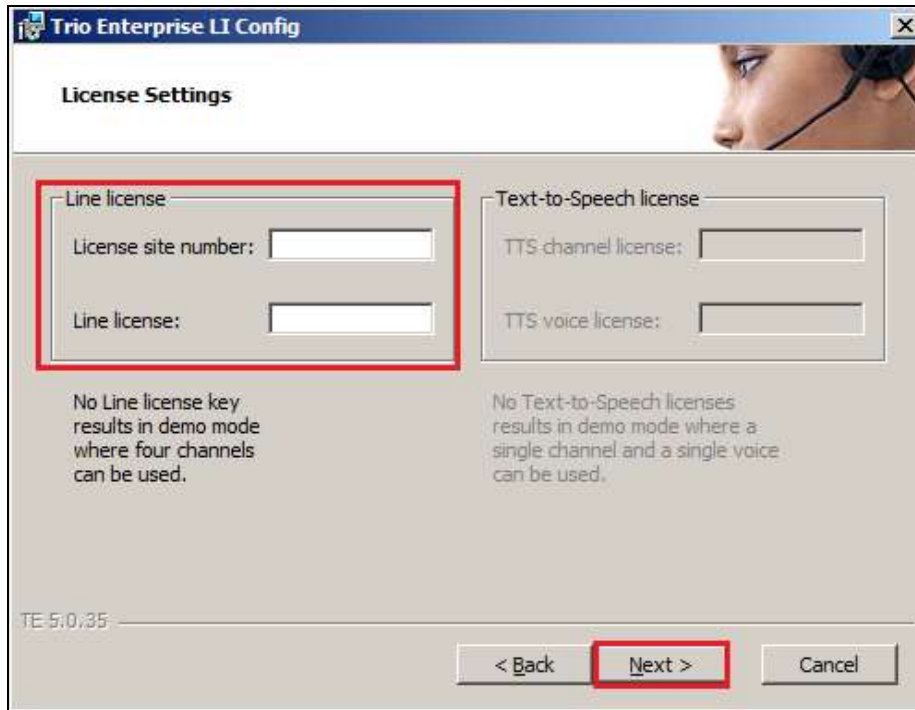 Trio Enterprise LI Config
License Settings
Line license
License site number:
Line license:
No Line license key
results in demo mode
where four channels
can be used.
Text-to-Speech license
TTS channel license:
TTS voice license:
No Text-to-Speech licenses
results in demo mode where a
single channel and a single voice
can be used.
TE 5.0.35
< Back
Next >
Cancel